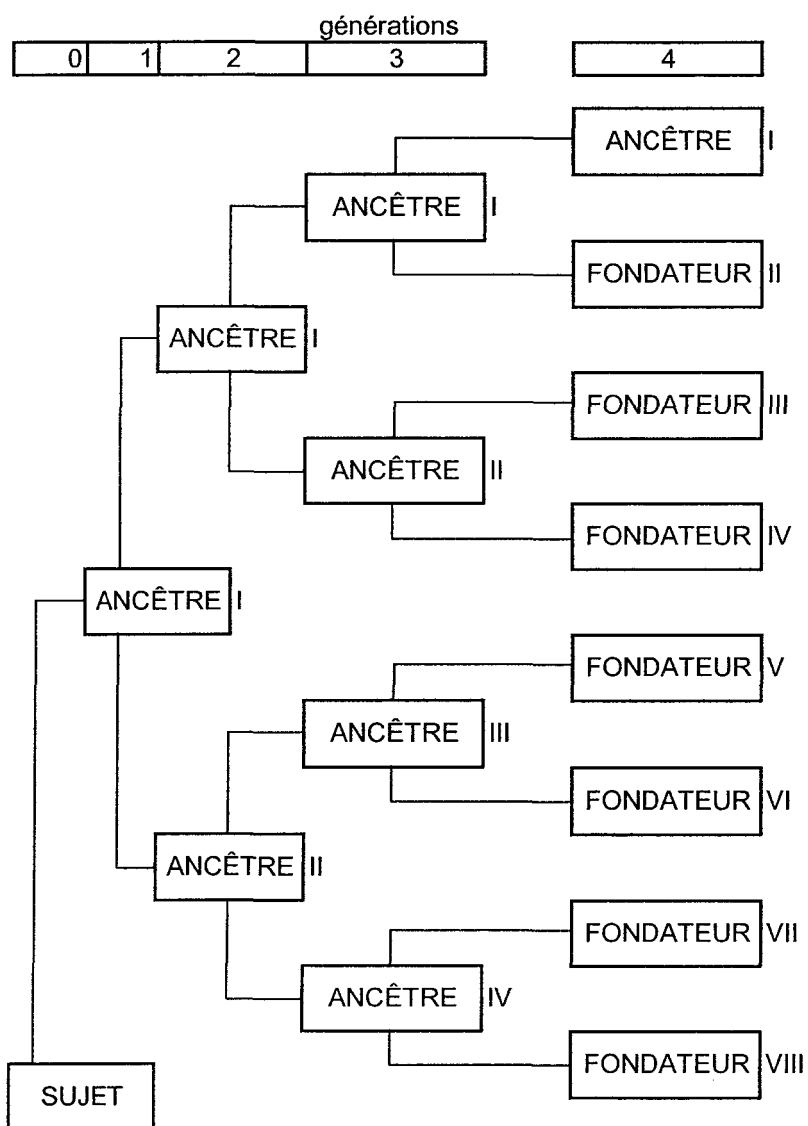 générations
0 1 2 3 4
ANCÊTRE I
ANCÊTRE I
FONDATEUR II
ANCÊTRE I
FONDATEUR III
ANCÊTRE II
FONDATEUR IV
ANCÊTRE I
FONDATEUR V
ANCÊTRE III
FONDATEUR VI
ANCÊTRE II
FONDATEUR VII
ANCÊTRE IV
FONDATEUR VIII
SUJET